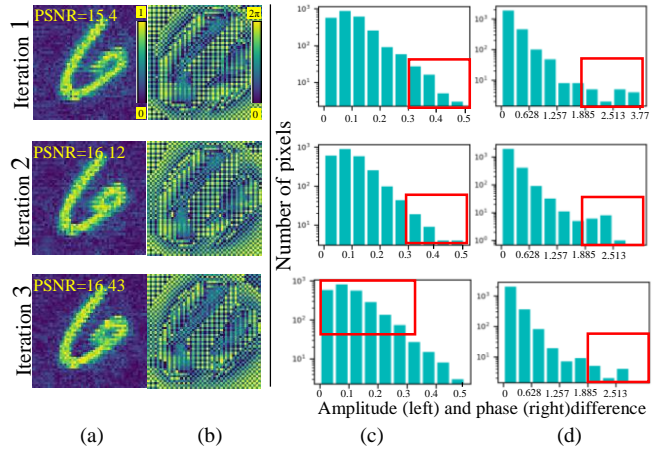 Iteration 1
PSNR=15.4
1
0
2π
0
10³
10²
10¹
0 0.1 0.2 0.3 0.4 0.5
10³
10²
10¹
0 0.628 1.257 1.885 2.513 3.77
Iteration 2
PSNR=16.12
Number of pixels
10³
10²
10¹
0 0.1 0.2 0.3 0.4 0.5
10³
10²
10¹
10⁰
0 0.628 1.257 1.885 2.513
Iteration 3
PSNR=16.43
10³
10²
10¹
0 0.1 0.2 0.3 0.4 0.5
10³
10²
10¹
0 0.628 1.257 1.885 2.513
Amplitude (left) and phase (right)difference
(a) (b) (c) (d)